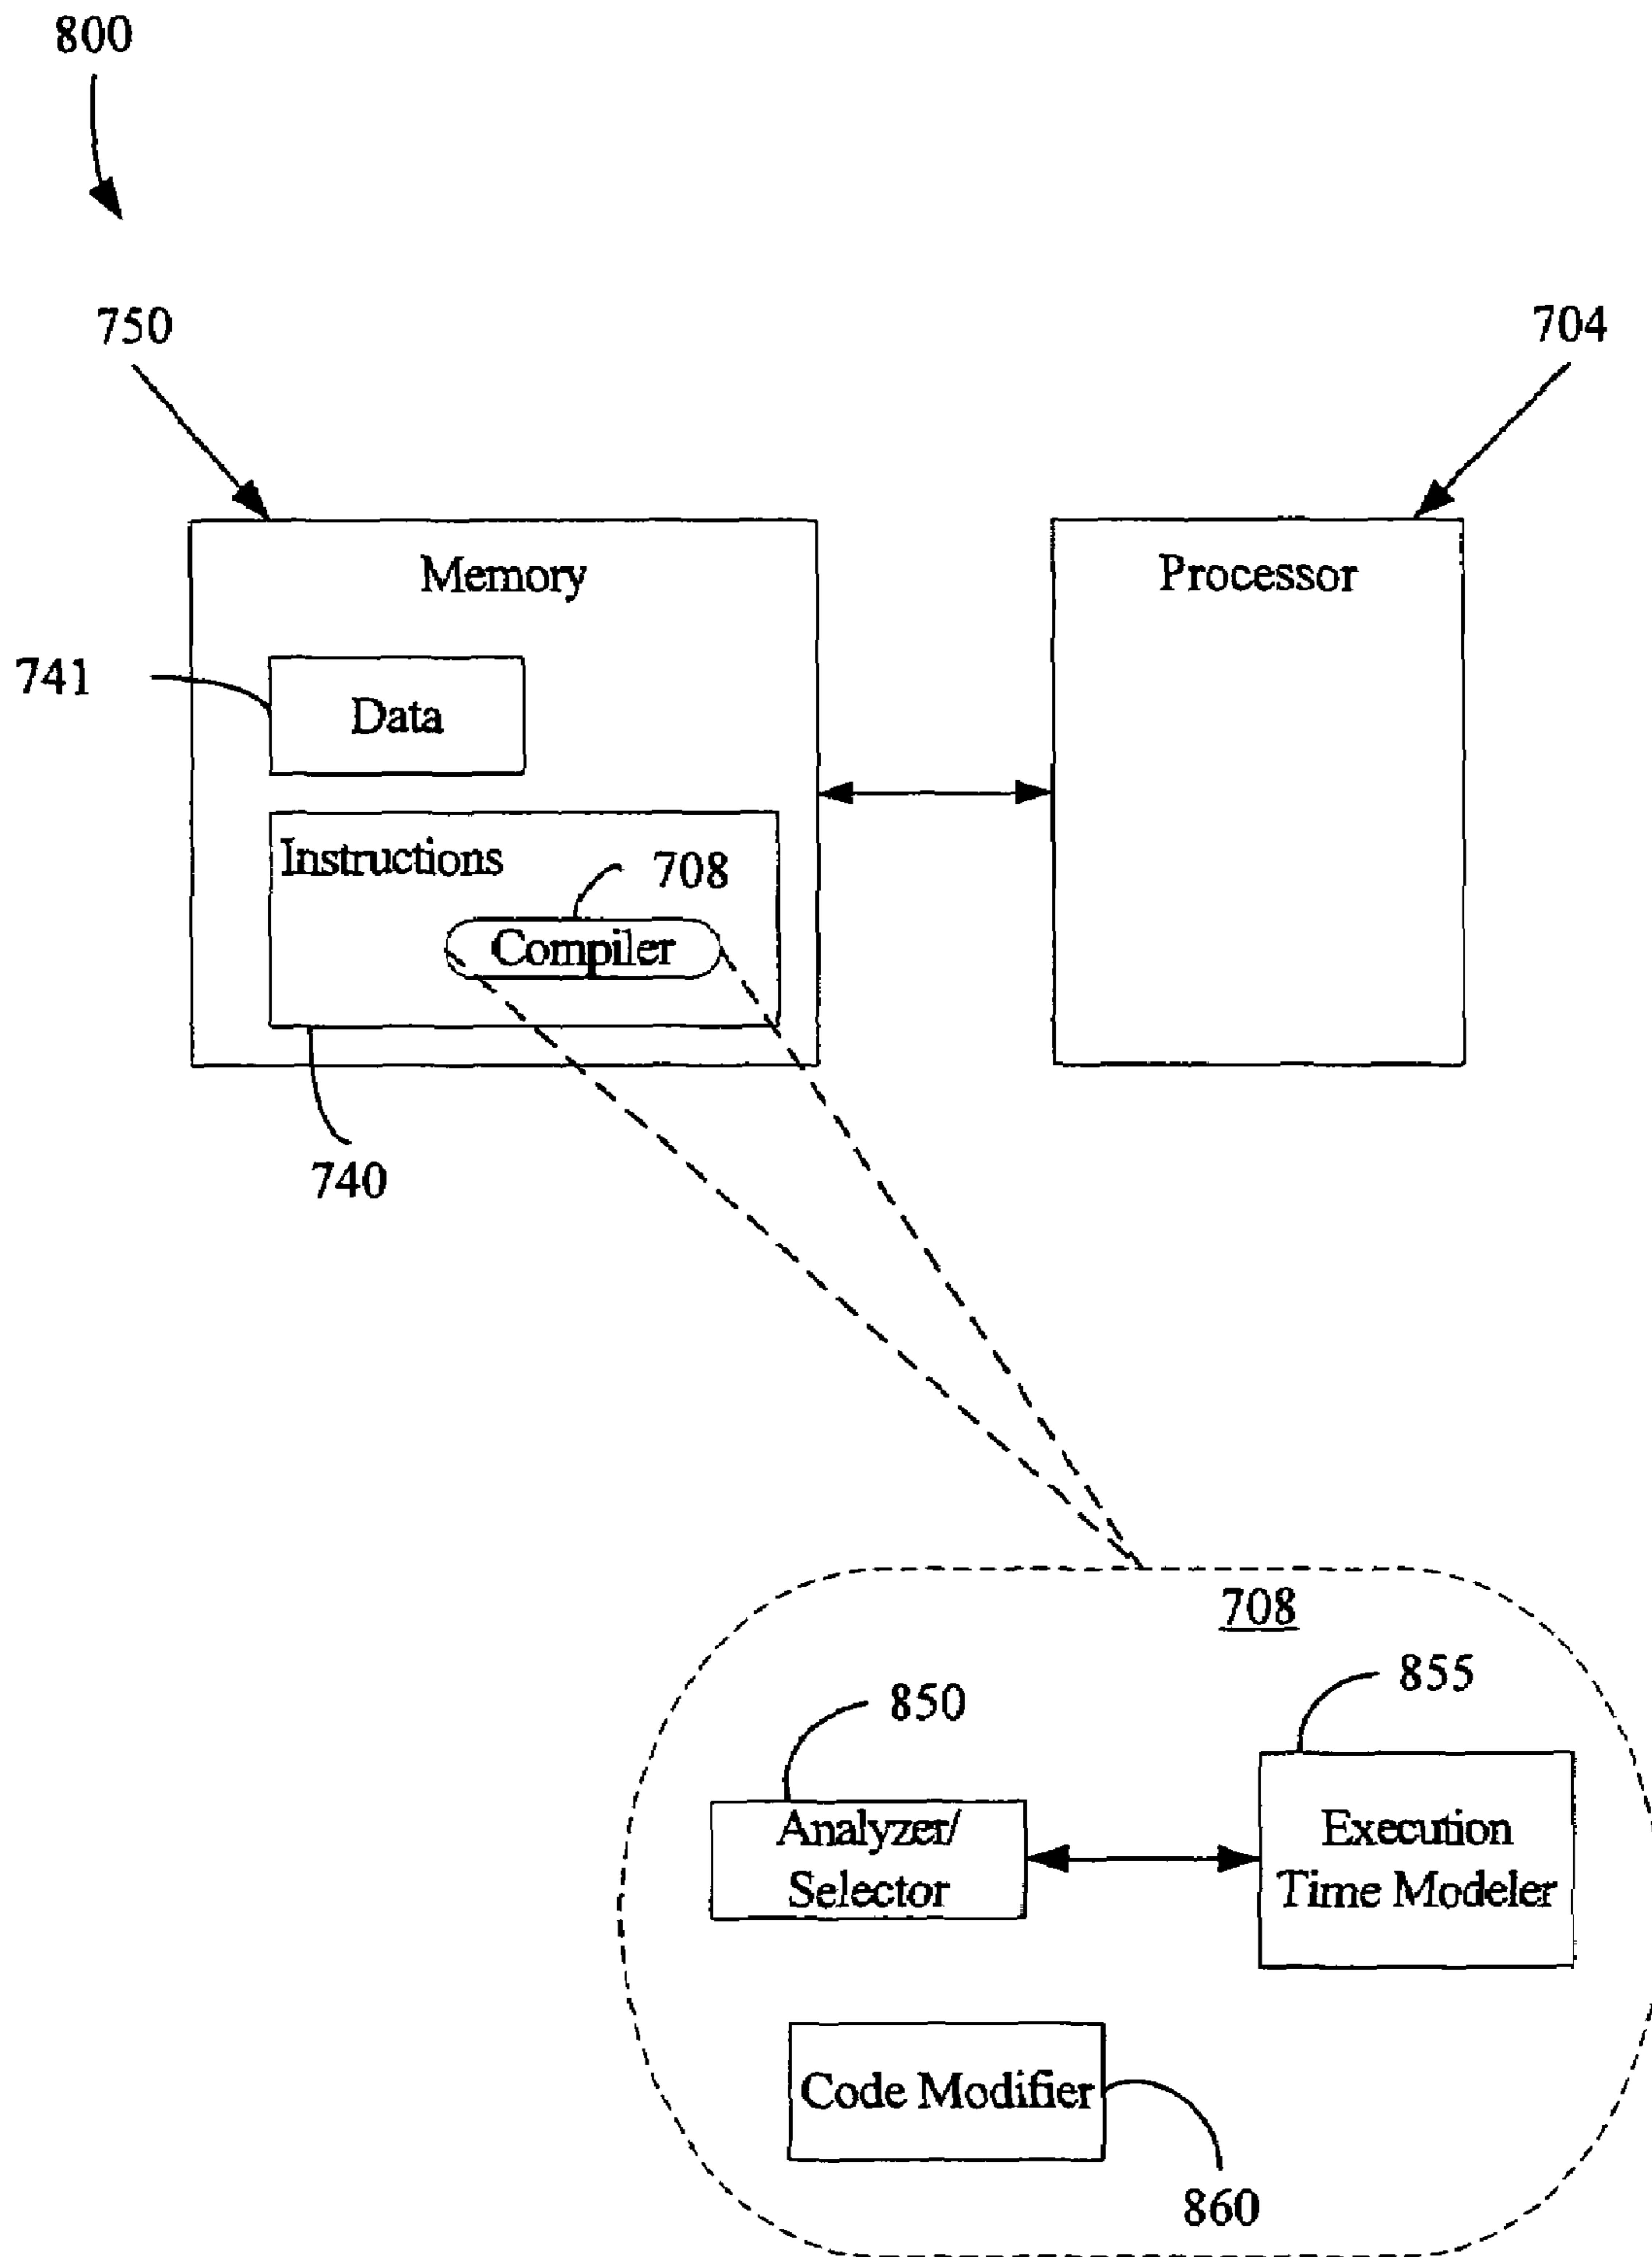 800
750
704
Memory
Processor
741
Data
Instructions
708
Compiler
740
708
855
850
Analyzer/
Selector
Execution
Time Modeler
Code Modifier
860